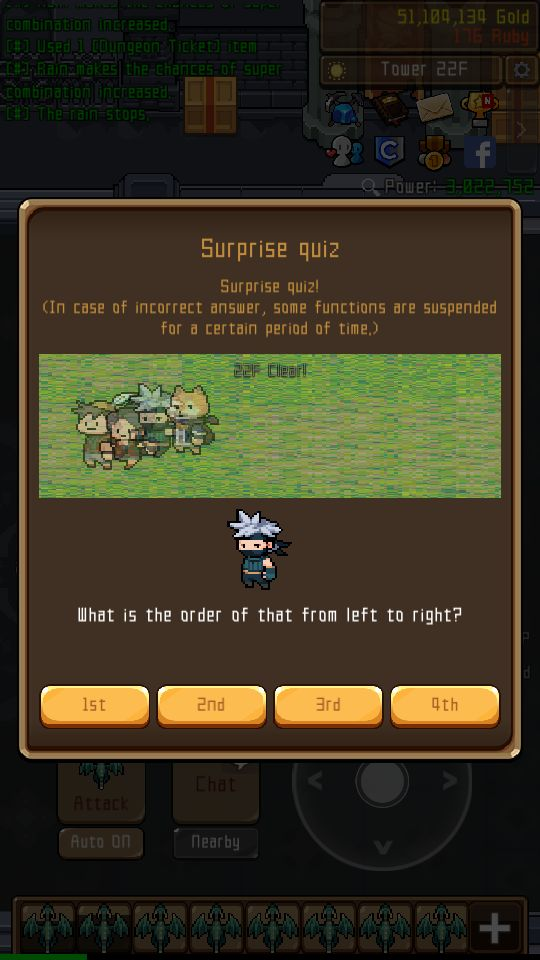 combination increased.
[#] Used 1 [Dungeon Ticket] item
[#] Rain makes the chances of super
combination increased.
[#] The rain stops.
51,104,134 Gold
176 Ruby
Tower 22F
Power: 3,022,752
Surprise quiz
Surprise quiz!
(In case of incorrect answer, some functions are suspended
for a certain period of time.)
22F Clear!
What is the order of that from left to right?
1st
2nd
3rd
4th
Attack
Chat
Auto ON
Nearby